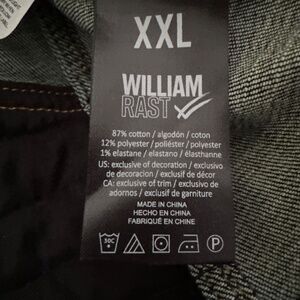 XXL
WILLIAM
RAST
87% cotton / algodón / coton
12% polyester / poliéster / polyester
1% elastane / elastano / élasthanne
US: exclusive of decoration / exclusivo
de decoración / exclusif de décor
CA: exclusive of trim / exclusivo de
adornos / exclusif de garniture
MADE IN CHINA
HECHO EN CHINA
FABRIQUÉ EN CHINE
30C
P